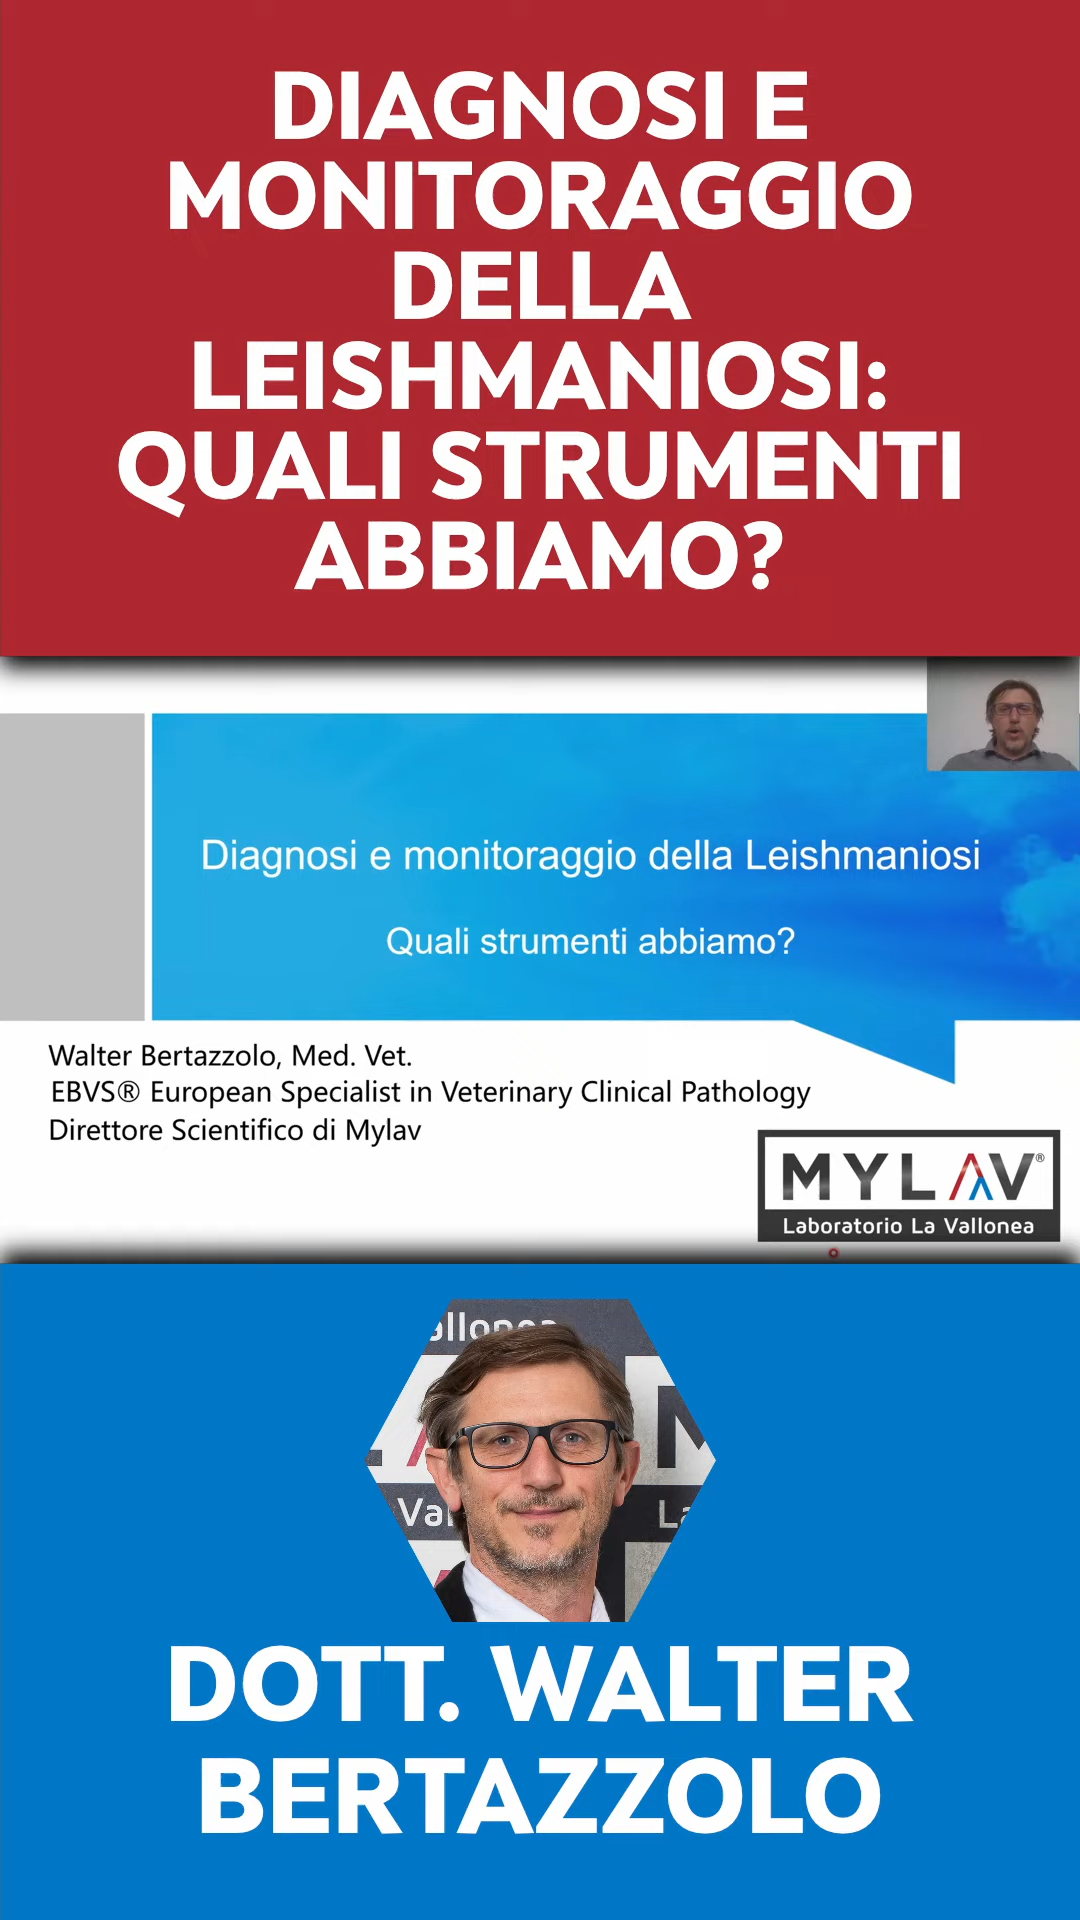 DIAGNOSI E
MONITORAGGIO
DELLA
LEISHMANIOSI:
QUALI STRUMENTI
ABBIAMO?
Diagnosi e monitoraggio della Leishmaniosi
Quali strumenti abbiamo?
Walter Bertazzolo, Med. Vet.
EBVS® European Specialist in Veterinary Clinical Pathology
Direttore Scientifico di Mylav
MYLAV®
Laboratorio La Vallonea
DOTT. WALTER
BERTAZZOLO